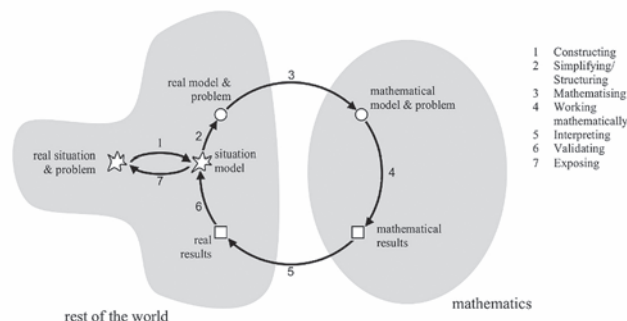 real model &
problem
3
mathematical
model & problem
1 Constructing
2 Simplifying/
Structuring
3 Mathematising
4 Working
mathematically
5 Interpreting
6 Validating
7 Exposing
real situation
& problem
1
7
2
situation
model
4
6
real
results
mathematical
results
5
rest of the world
mathematics